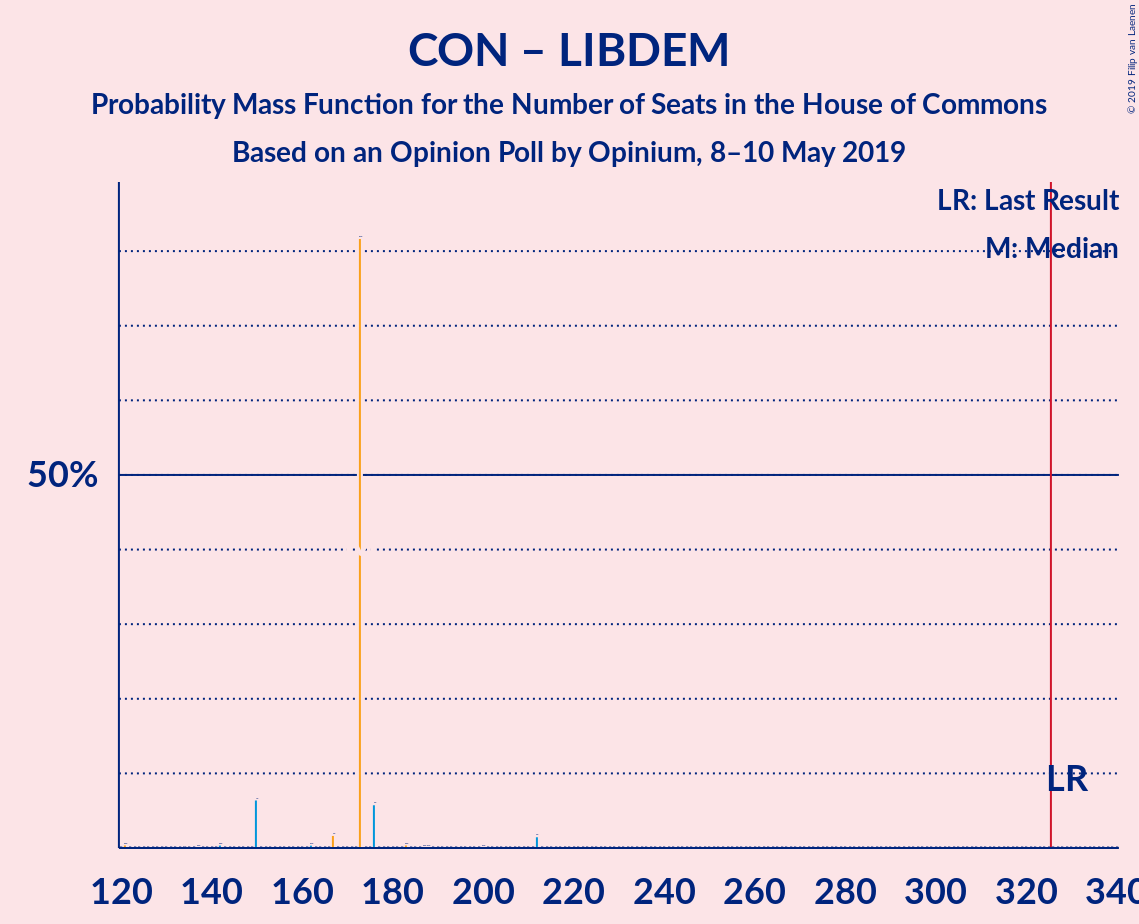 © 2019 Filip van Laenen
CON – LIBDEM
Probability Mass Function for the Number of Seats in the House of Commons
Based on an Opinion Poll by Opinium, 8–10 May 2019
LR: Last Result
M: Median
50%
LR
120 140 160 180 200 220 240 260 280 300 320 340